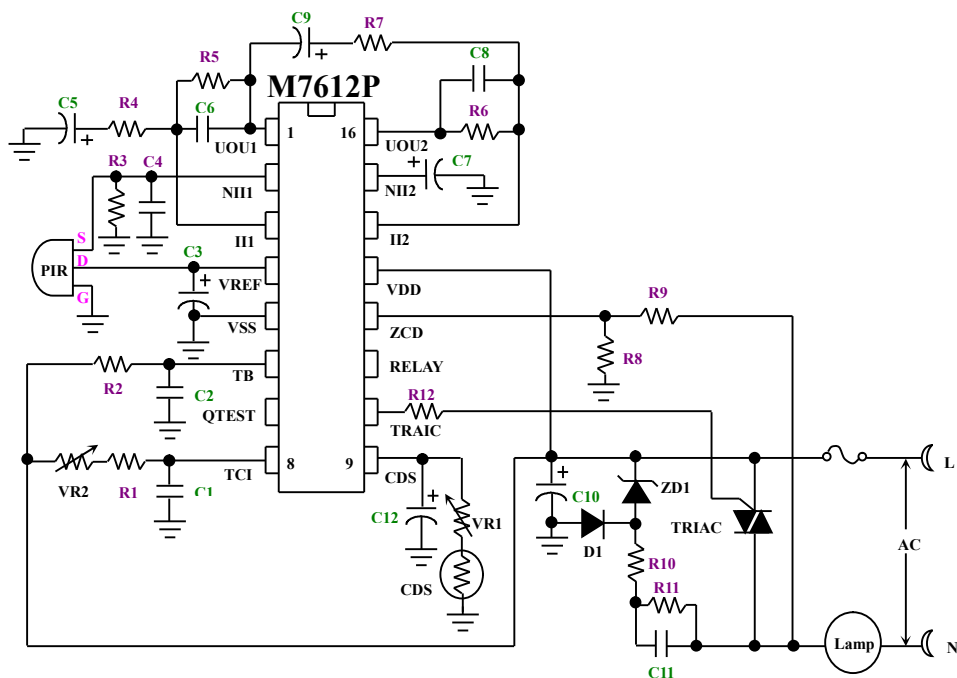 C9
R7
R5
C8
M7612P
C5
R4
C6
R6
1
16
UOU1
UOU2
R3
C4
C7
NII1
NII2
S
II1
II2
PIR
D
C3
VREF
VDD
G
R9
VSS
ZCD
R8
TB
RELAY
R2
C2
R12
QTEST
TRAIC
8
9
L
TCI
CDS
ZD1
VR2
R1
C1
C10
C12
VR1
TRIAC
D1
AC
R10
CDS
R11
Lamp
N
C11